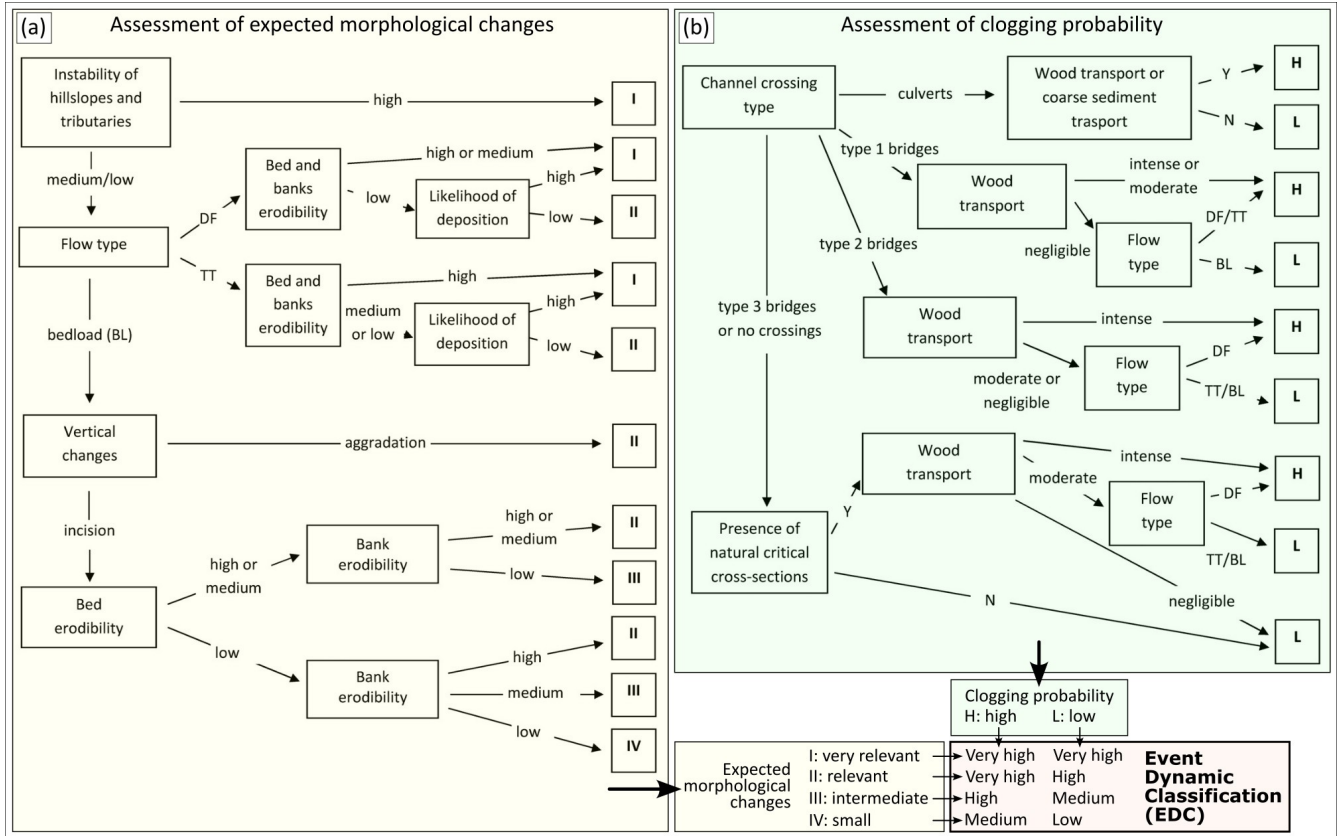 (a)
Assessment of expected morphological changes
Instability of
hillslopes and
tributaries
high
I
medium/low
Bed and
banks
erodibility
high or medium
I
low
Likelihood of
deposition
high
low
II
DF
Flow type
TT
Bed and
banks
erodibility
high
I
medium
or low
Likelihood of
deposition
high
low
II
bedload (BL)
Vertical
changes
aggradation
II
incision
high or
medium
Bank
erodibility
high or
medium
II
low
III
Bed
erodibility
low
Bank
erodibility
high
II
medium
III
low
IV
(b)
Assessment of clogging probability
Channel crossing
type
culverts
Wood transport or
coarse sediment
trasport
Y
H
N
L
type 1 bridges
Wood
transport
intense or
moderate
H
negligible
Flow
type
DF/TT
BL
L
type 2 bridges
Wood
transport
intense
H
moderate or
negligible
Flow
type
DF
TT/BL
L
type 3 bridges
or no crossings
Presence of
natural critical
cross-sections
Y
Wood
transport
intense
H
moderate
Flow
type
DF
TT/BL
L
negligible
N
L
Clogging probability
H: high L: low
Expected
morphological
changes
I: very relevant Very high Very high
II: relevant Very high High
III: intermediate High Medium
IV: small Medium Low
Event
Dynamic
Classification
(EDC)